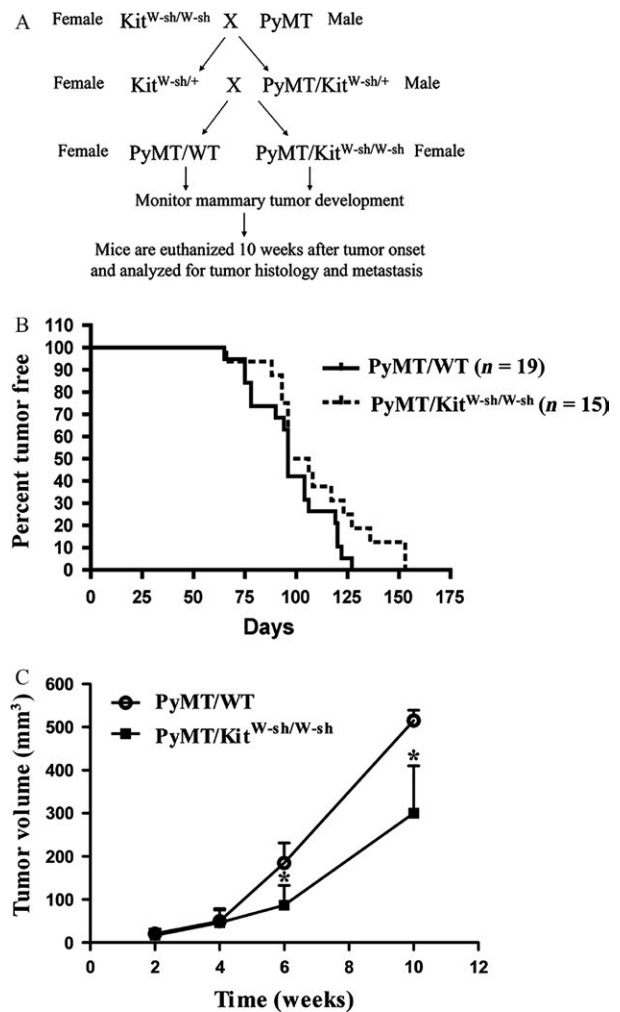 A
Female Kit^W-sh/W-sh X PyMT Male
Female Kit^W-sh/+ X PyMT/Kit^W-sh/+ Male
Female PyMT/WT PyMT/Kit^W-sh/W-sh Female
Monitor mammary tumor development
Mice are euthanized 10 weeks after tumor onset
and analyzed for tumor histology and metastasis
B
Percent tumor free
110
100
90
80
70
60
50
40
30
20
10
0
PyMT/WT (n = 19)
PyMT/Kit^W-sh/W-sh (n = 15)
0 25 50 75 100 125 150 175
Days
C
Tumor volume (mm³)
600
500
400
300
200
100
0
PyMT/WT
PyMT/Kit^W-sh/W-sh
*
*
0 2 4 6 8 10 12
Time (weeks)